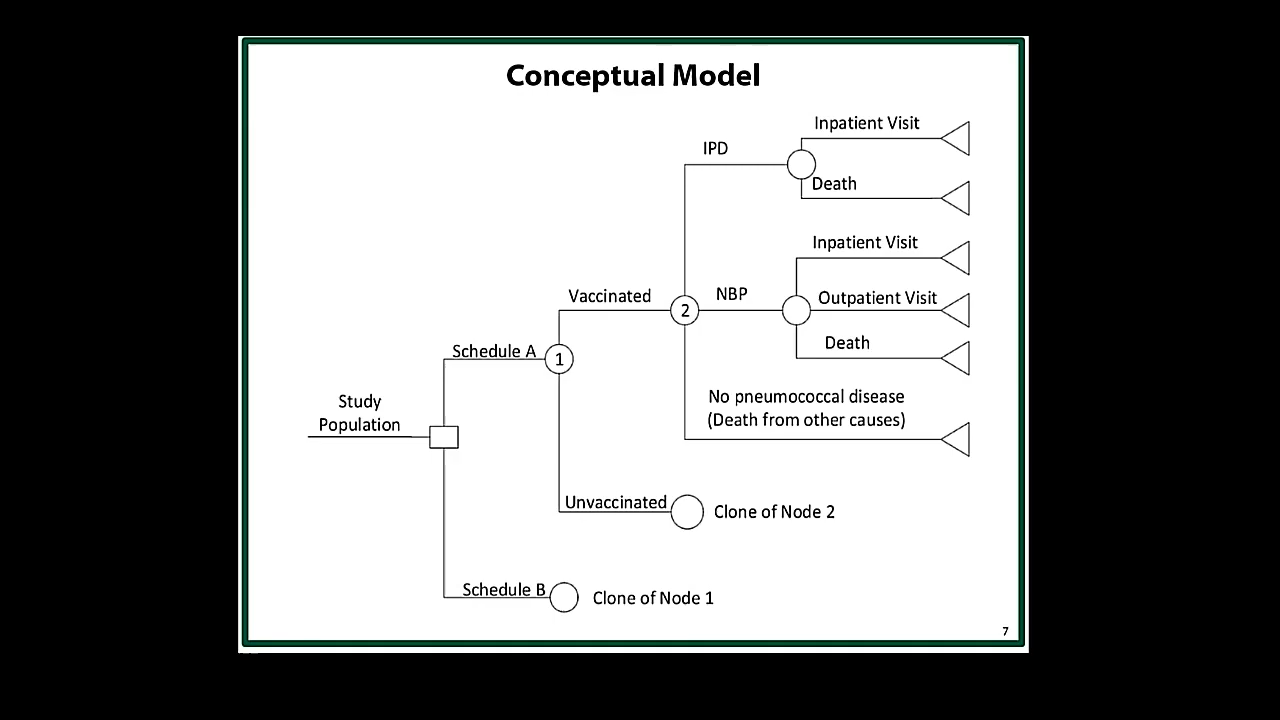 Conceptual Model
Inpatient Visit
IPD
Death
Inpatient Visit
Vaccinated
2
NBP
Outpatient Visit
Death
Schedule A
1
No pneumococcal disease
(Death from other causes)
Study
Population
Unvaccinated
Clone of Node 2
Schedule B
Clone of Node 1
7